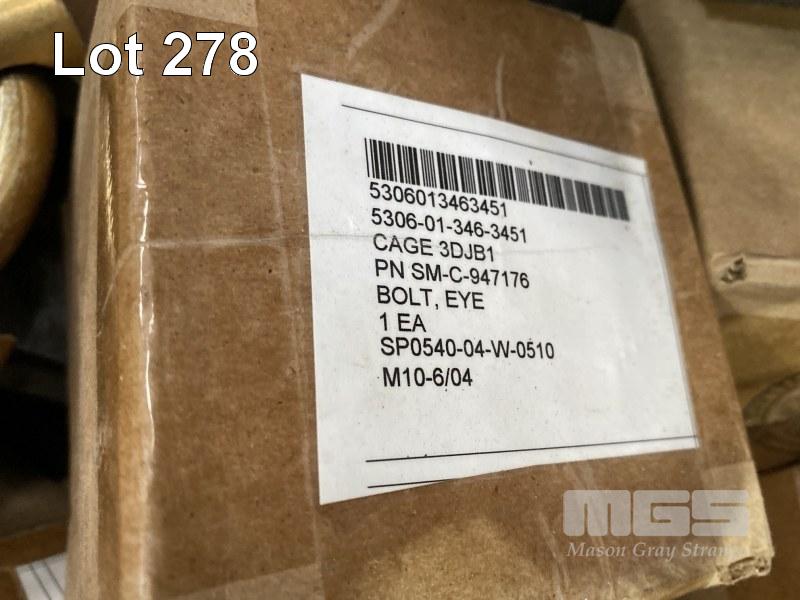 Lot 278
5306013463451
5306-01-346-3451
CAGE 3DJB1
PN SM-C-947176
BOLT, EYE
1 EA
SP0540-04-W-0510
M10-6/04
MGS
Mason Gray Strange